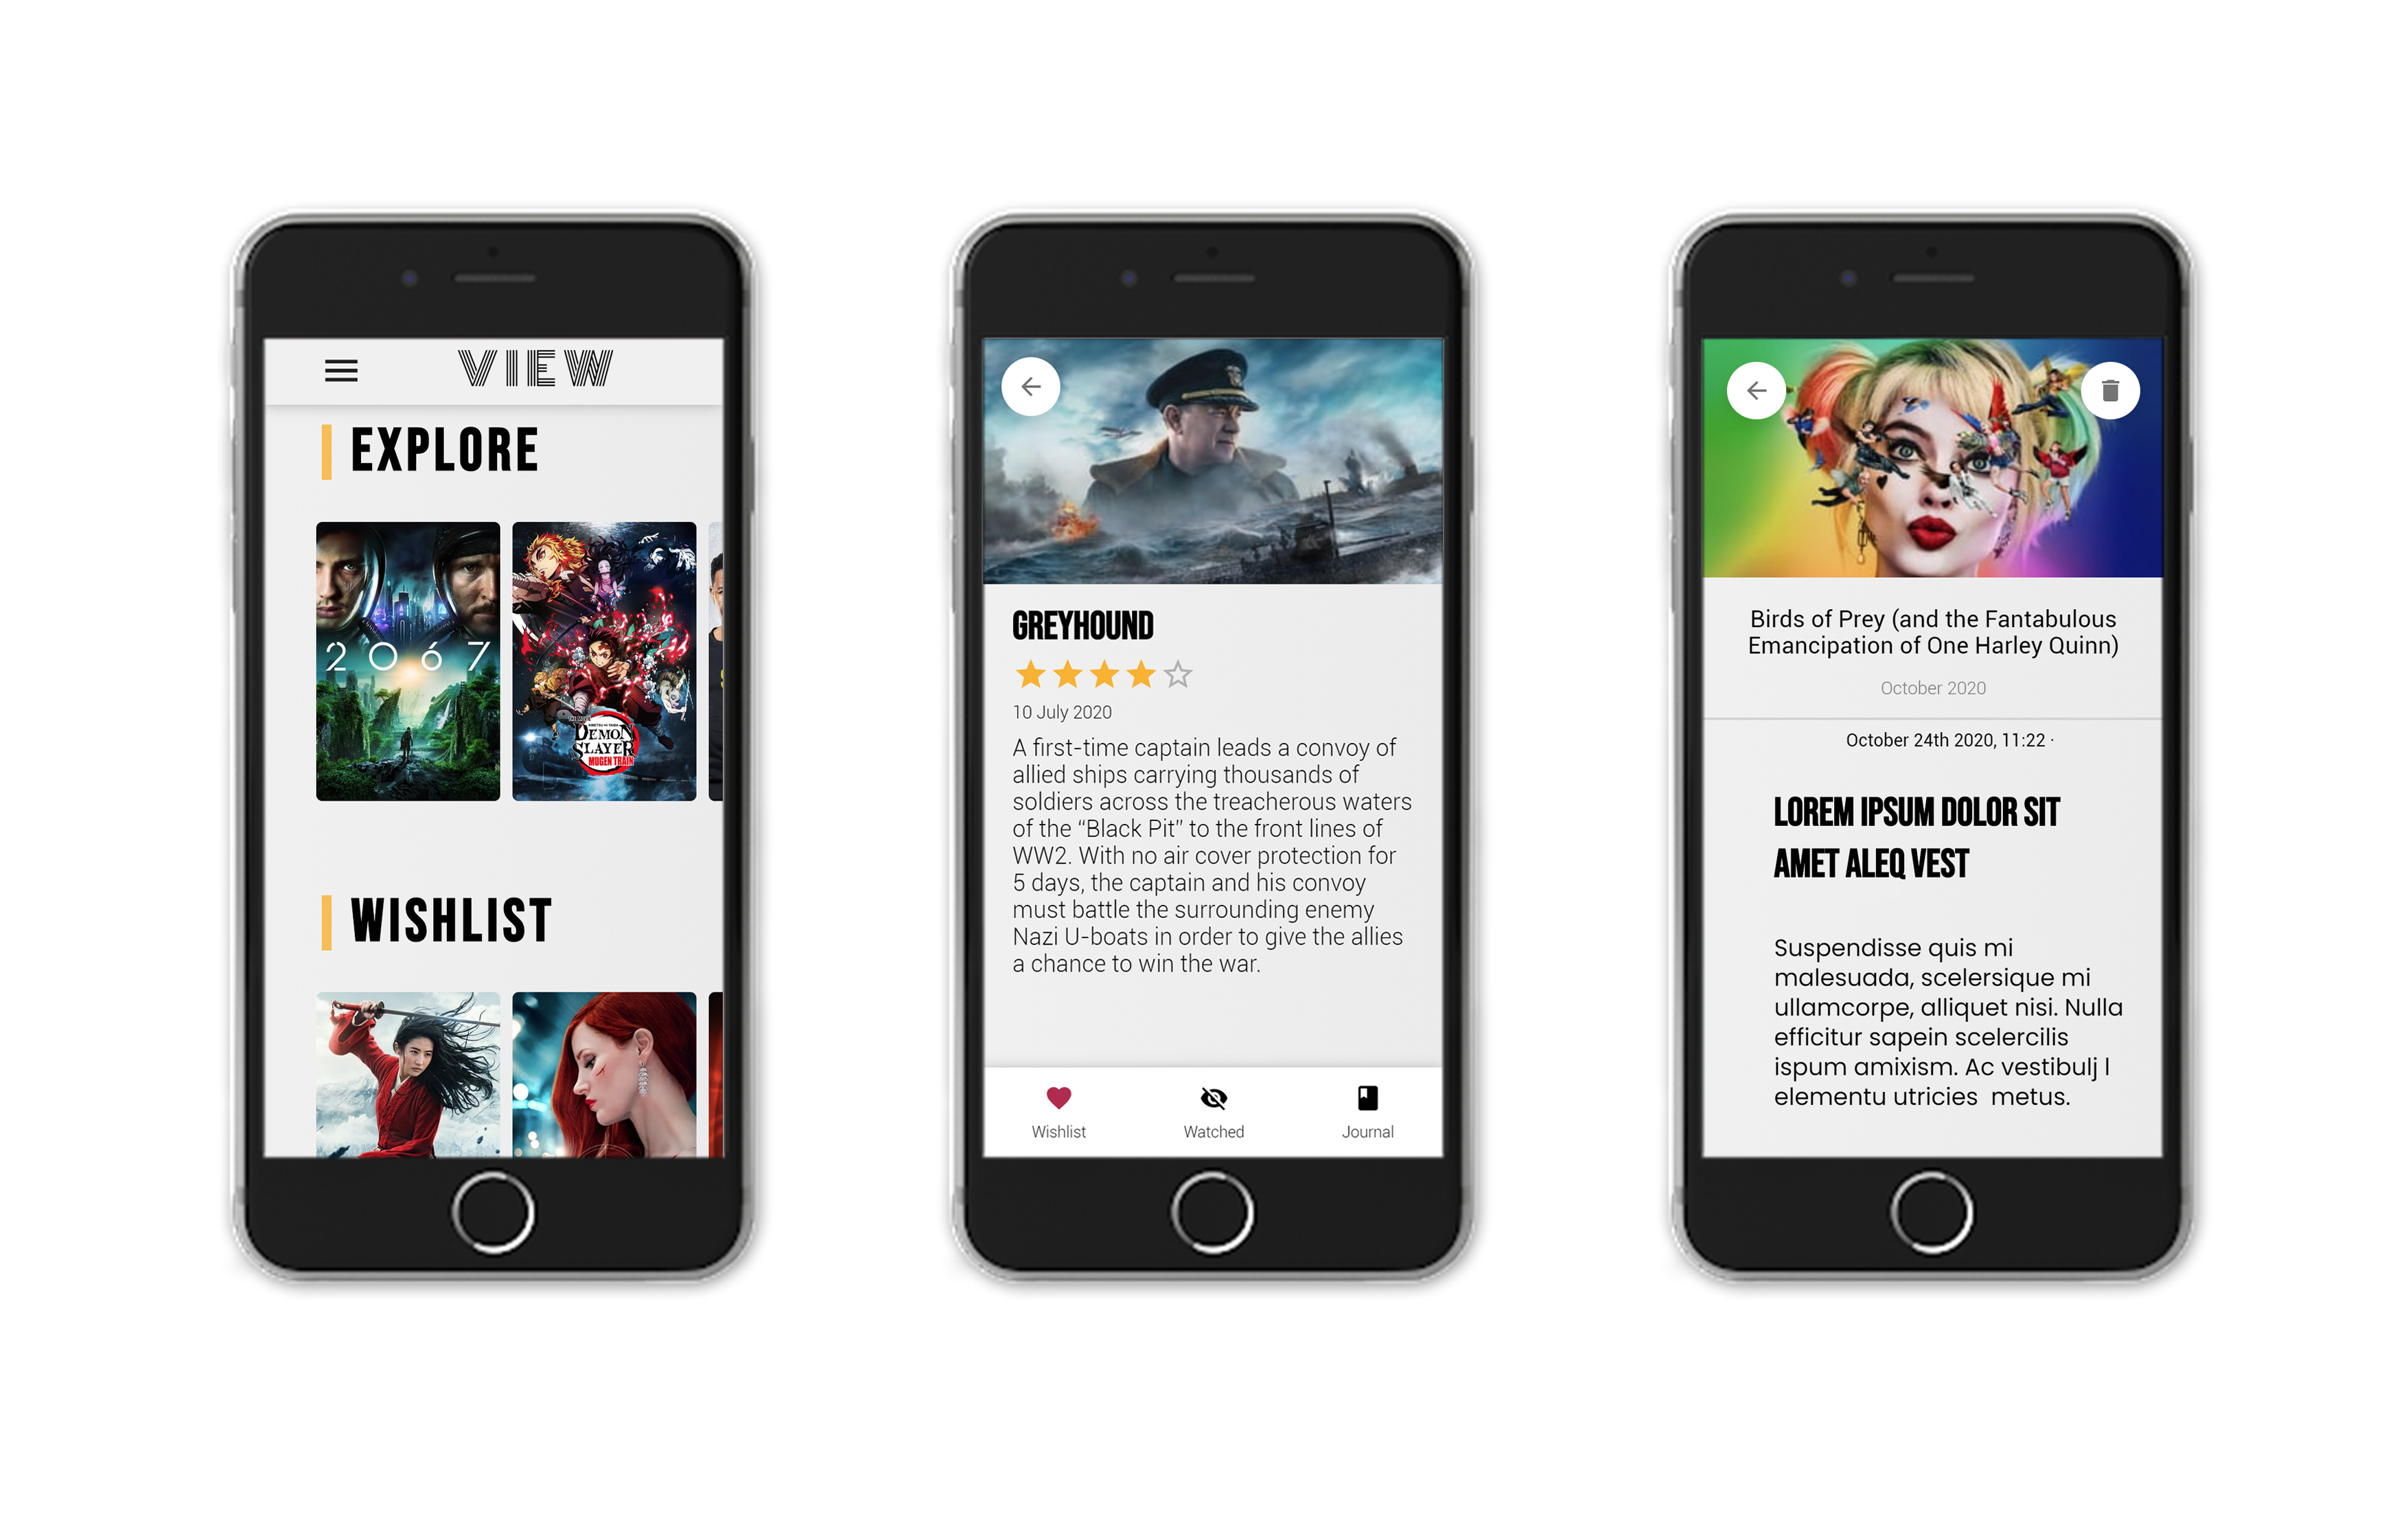 VIEW
EXPLORE
2067
DEMON
SLAYER
MUGEN TRAIN
WISHLIST
GREYHOUND
10 July 2020
A first-time captain leads a convoy of
allied ships carrying thousands of
soldiers across the treacherous waters
of the “Black Pit” to the front lines of
WW2. With no air cover protection for
5 days, the captain and his convoy
must battle the surrounding enemy
Nazi U-boats in order to give the allies
a chance to win the war.
Wishlist
Watched
Journal
Birds of Prey (and the Fantabulous
Emancipation of One Harley Quinn)
October 2020
October 24th 2020, 11:22 ·
LOREM IPSUM DOLOR SIT
AMET ALEQ VEST
Suspendisse quis mi
malesuada, scelersique mi
ullamcorpe, alliquet nisi. Nulla
efficitur sapein scelercilis
ispum amixism. Ac vestibulj l
elementu utricies  metus.